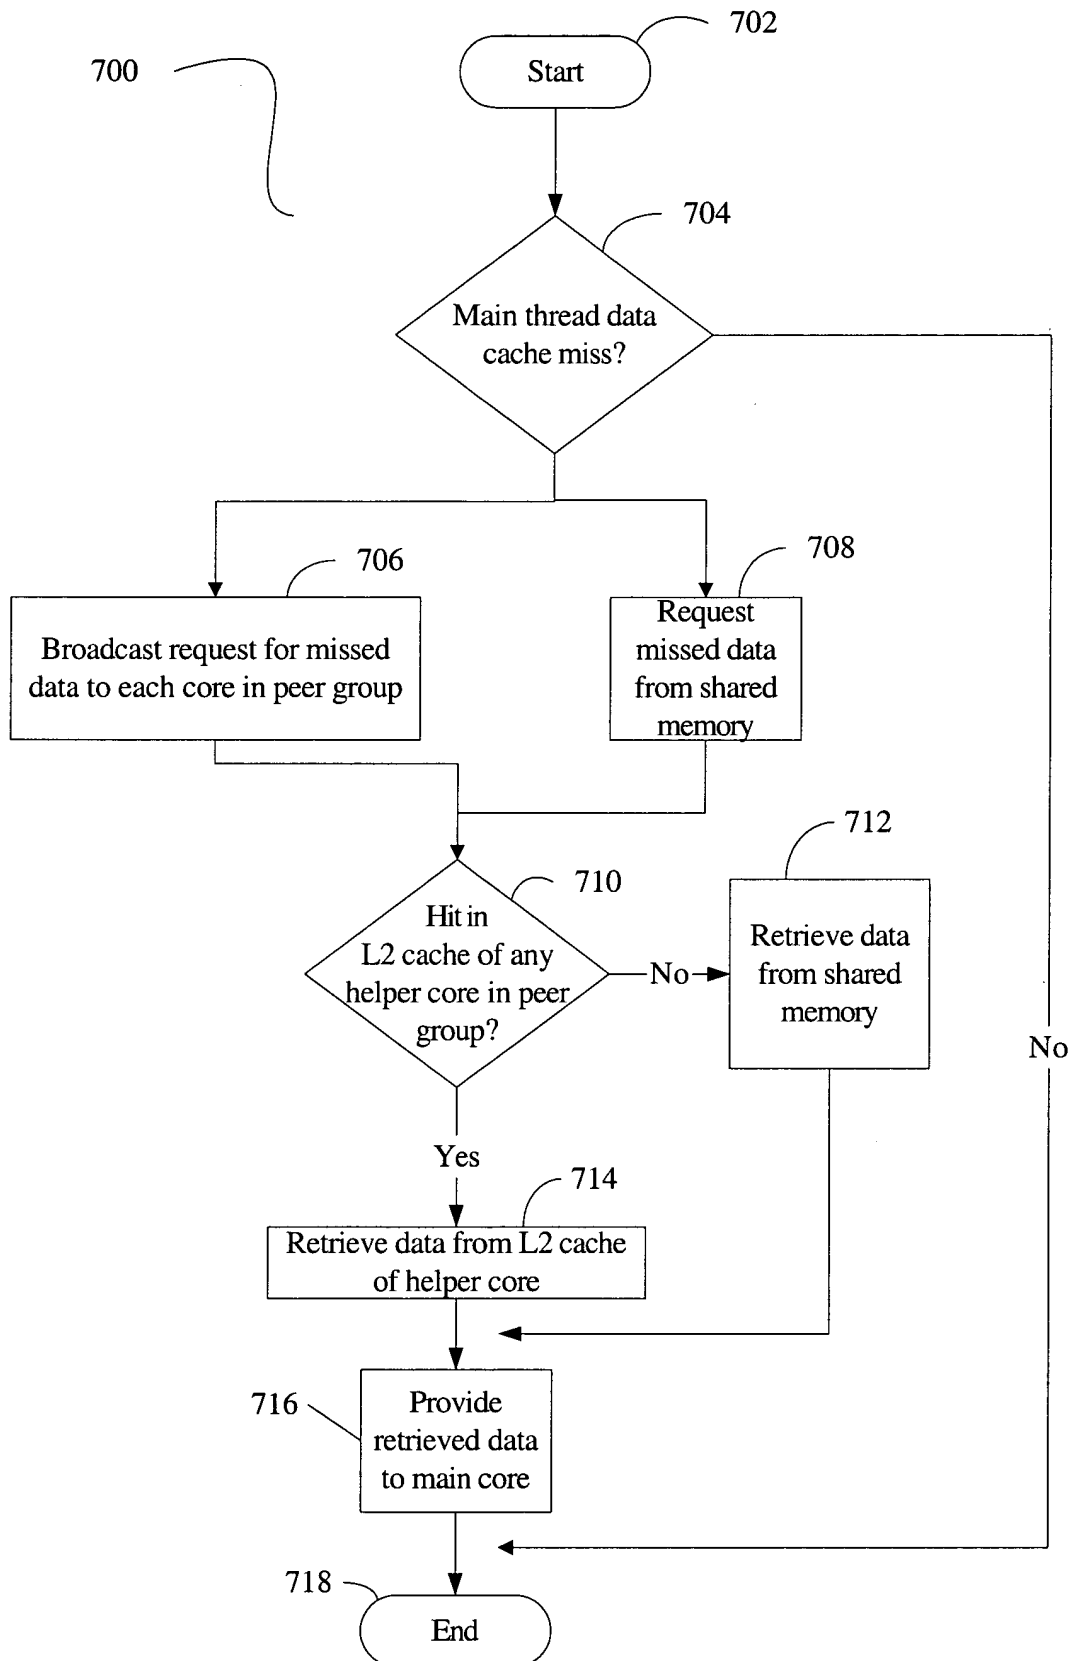 702
700
Start
704
Main thread data
cache miss?
706
708
Broadcast request for missed
data to each core in peer group
Request
missed data
from shared
memory
712
710
Hit in
L2 cache of any
helper core in peer
group?
No
Retrieve data
from shared
memory
No
Yes
714
Retrieve data from L2 cache
of helper core
716
Provide
retrieved data
to main core
718
End